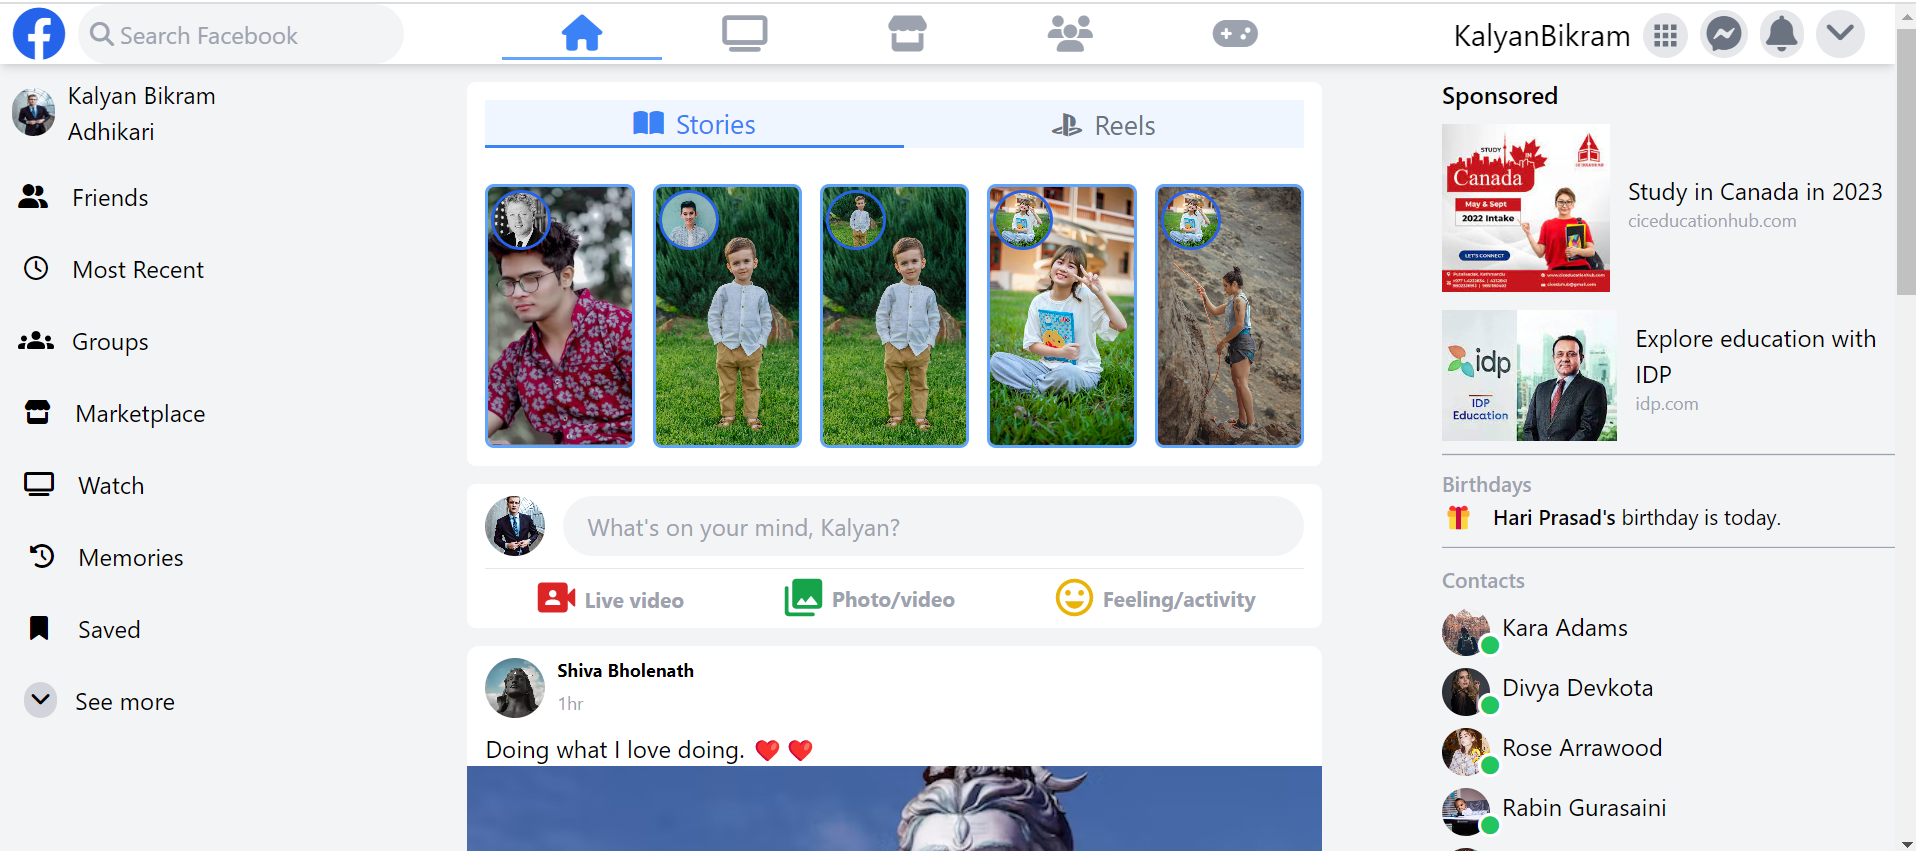 Search Facebook
KalyanBikram
Kalyan Bikram
Adhikari
Friends
Most Recent
Groups
Marketplace
Watch
Memories
Saved
See more
Stories
Reels
What's on your mind, Kalyan?
Live video
Photo/video
Feeling/activity
Shiva Bholenath
1hr
Doing what I love doing. ❤️ ❤️
Sponsored
STUDY
IN
Canada
May & Sept
2022 Intake
LET'S CONNECT
Study in Canada in 2023
ciceducationhub.com
idp
IDP
Education
Explore education with
IDP
idp.com
Birthdays
Hari Prasad's birthday is today.
Contacts
Kara Adams
Divya Devkota
Rose Arrawood
Rabin Gurasaini